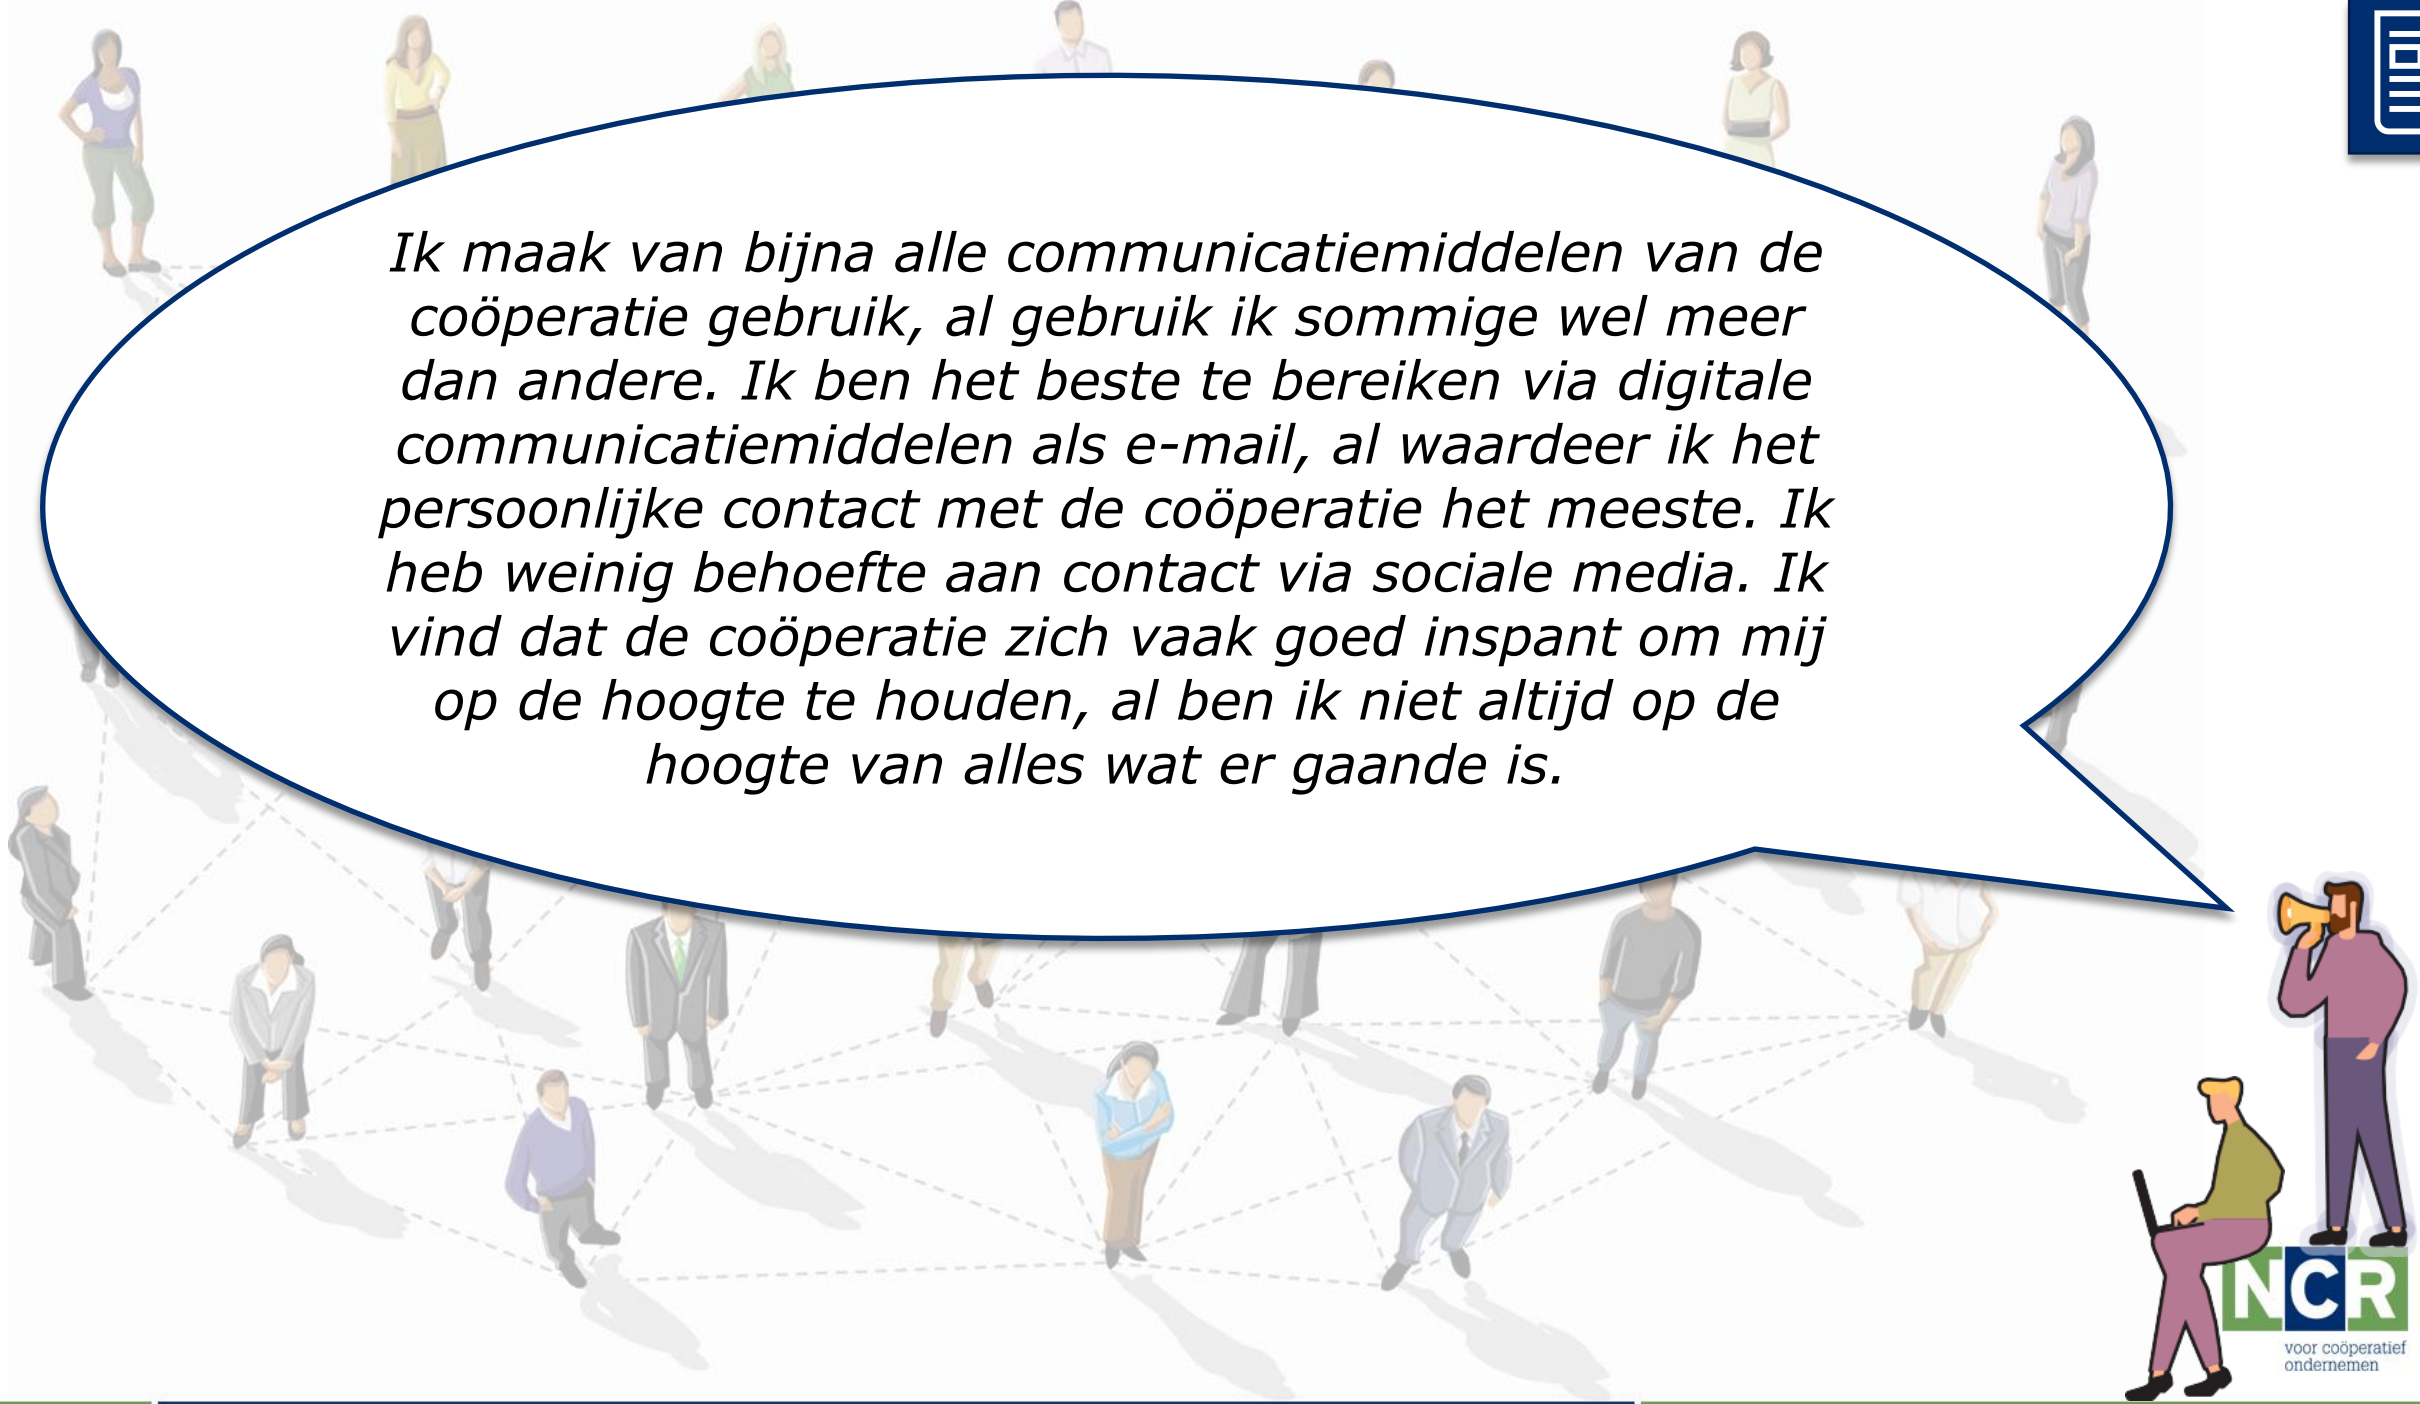 Ik maak van bijna alle communicatiemiddelen van de
coöperatie gebruik, al gebruik ik sommige wel meer
dan andere. Ik ben het beste te bereiken via digitale
communicatiemiddelen als e-mail, al waardeer ik het
persoonlijke contact met de coöperatie het meeste. Ik
heb weinig behoefte aan contact via sociale media. Ik
vind dat de coöperatie zich vaak goed inspant om mij
op de hoogte te houden, al ben ik niet altijd op de
hoogte van alles wat er gaande is.
NCR
voor coöperatief
ondernemen